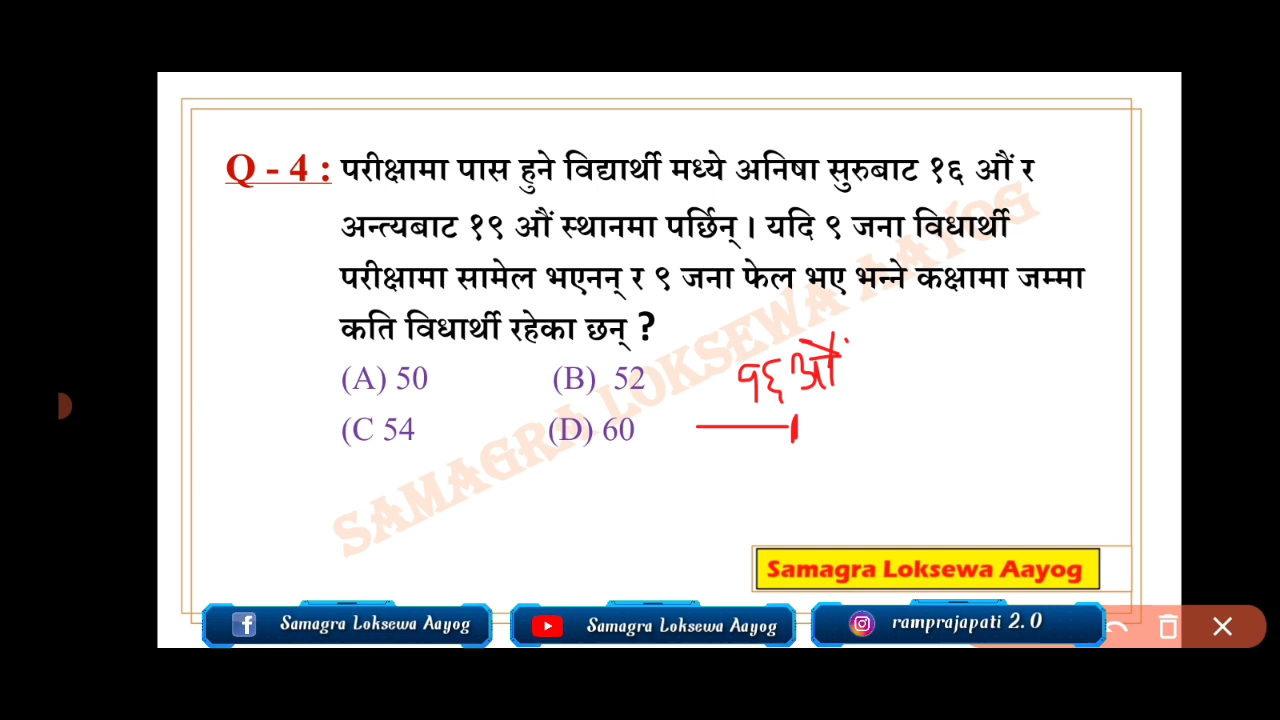 Q - 4 : परीक्षामा पास हुने विद्यार्थी मध्ये अनिषा सुरुबाट १६ औं र
अन्त्यबाट १९ औं स्थानमा पर्छिन् । यदि ९ जना विधार्थी
परीक्षामा सामेल भएनन् र ९ जना फेल भए भन्ने कक्षामा जम्मा
कति विधार्थी रहेका छन् ?
(A) 50 (B) 52
१६ औं
(C 54 (D) 60
SAMAGRA LOKSEWA AAYOG
Samagra Loksewa Aayog
Samagra Loksewa Aayog Samagra Loksewa Aayog ramprajapati 2.0